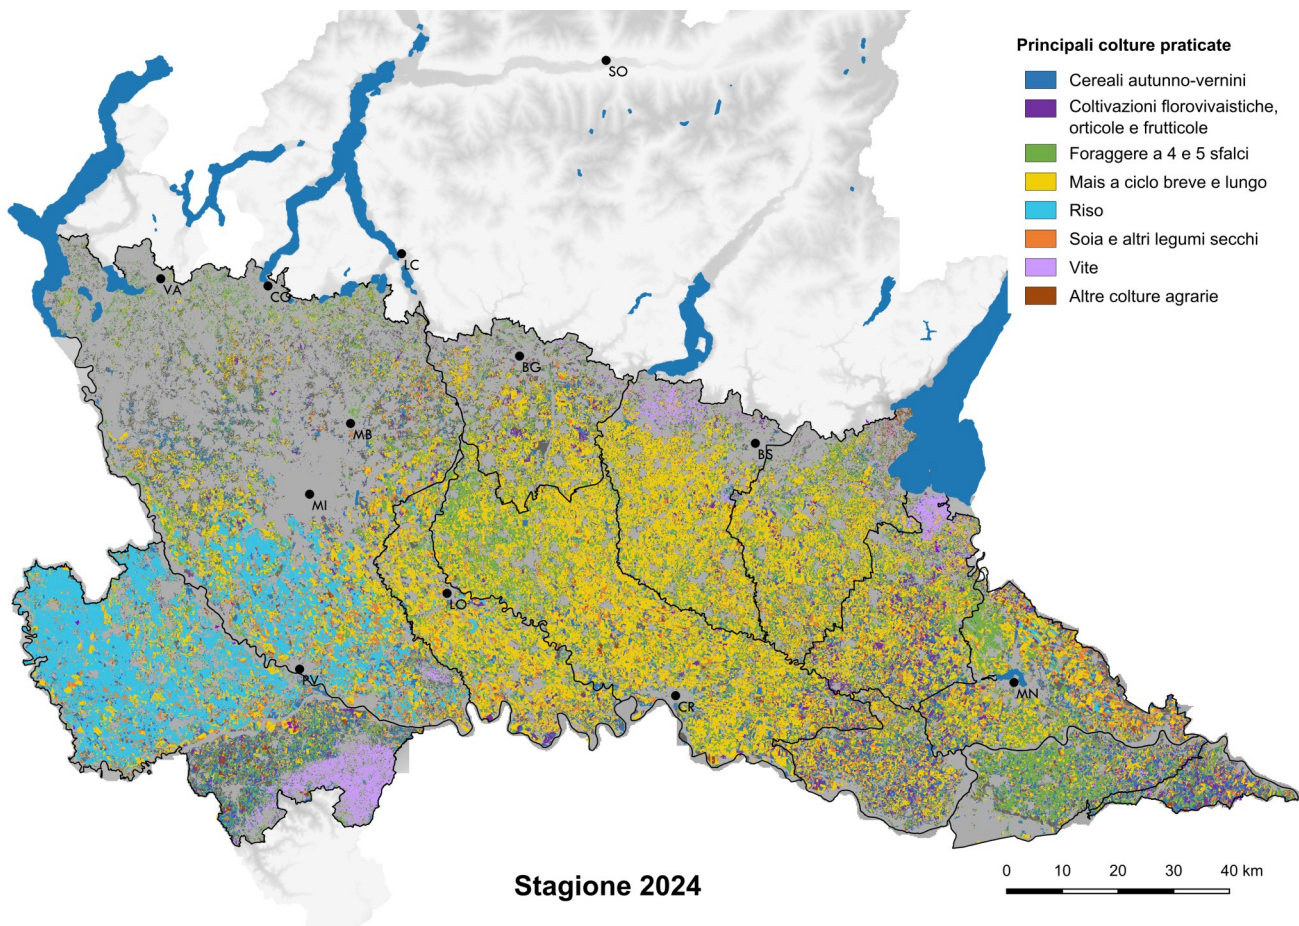 Principali colture praticate
Cereali autunno-vernini
Coltivazioni florovivaistiche,
orticole e frutticole
Foraggere a 4 e 5 sfalci
Mais a ciclo breve e lungo
Riso
Soia e altri legumi secchi
Vite
Altre colture agrarie
SO
LC
VA
CO
BG
MB
BS
MI
LO
PV
MN
CR
Stagione 2024
0 10 20 30 40 km